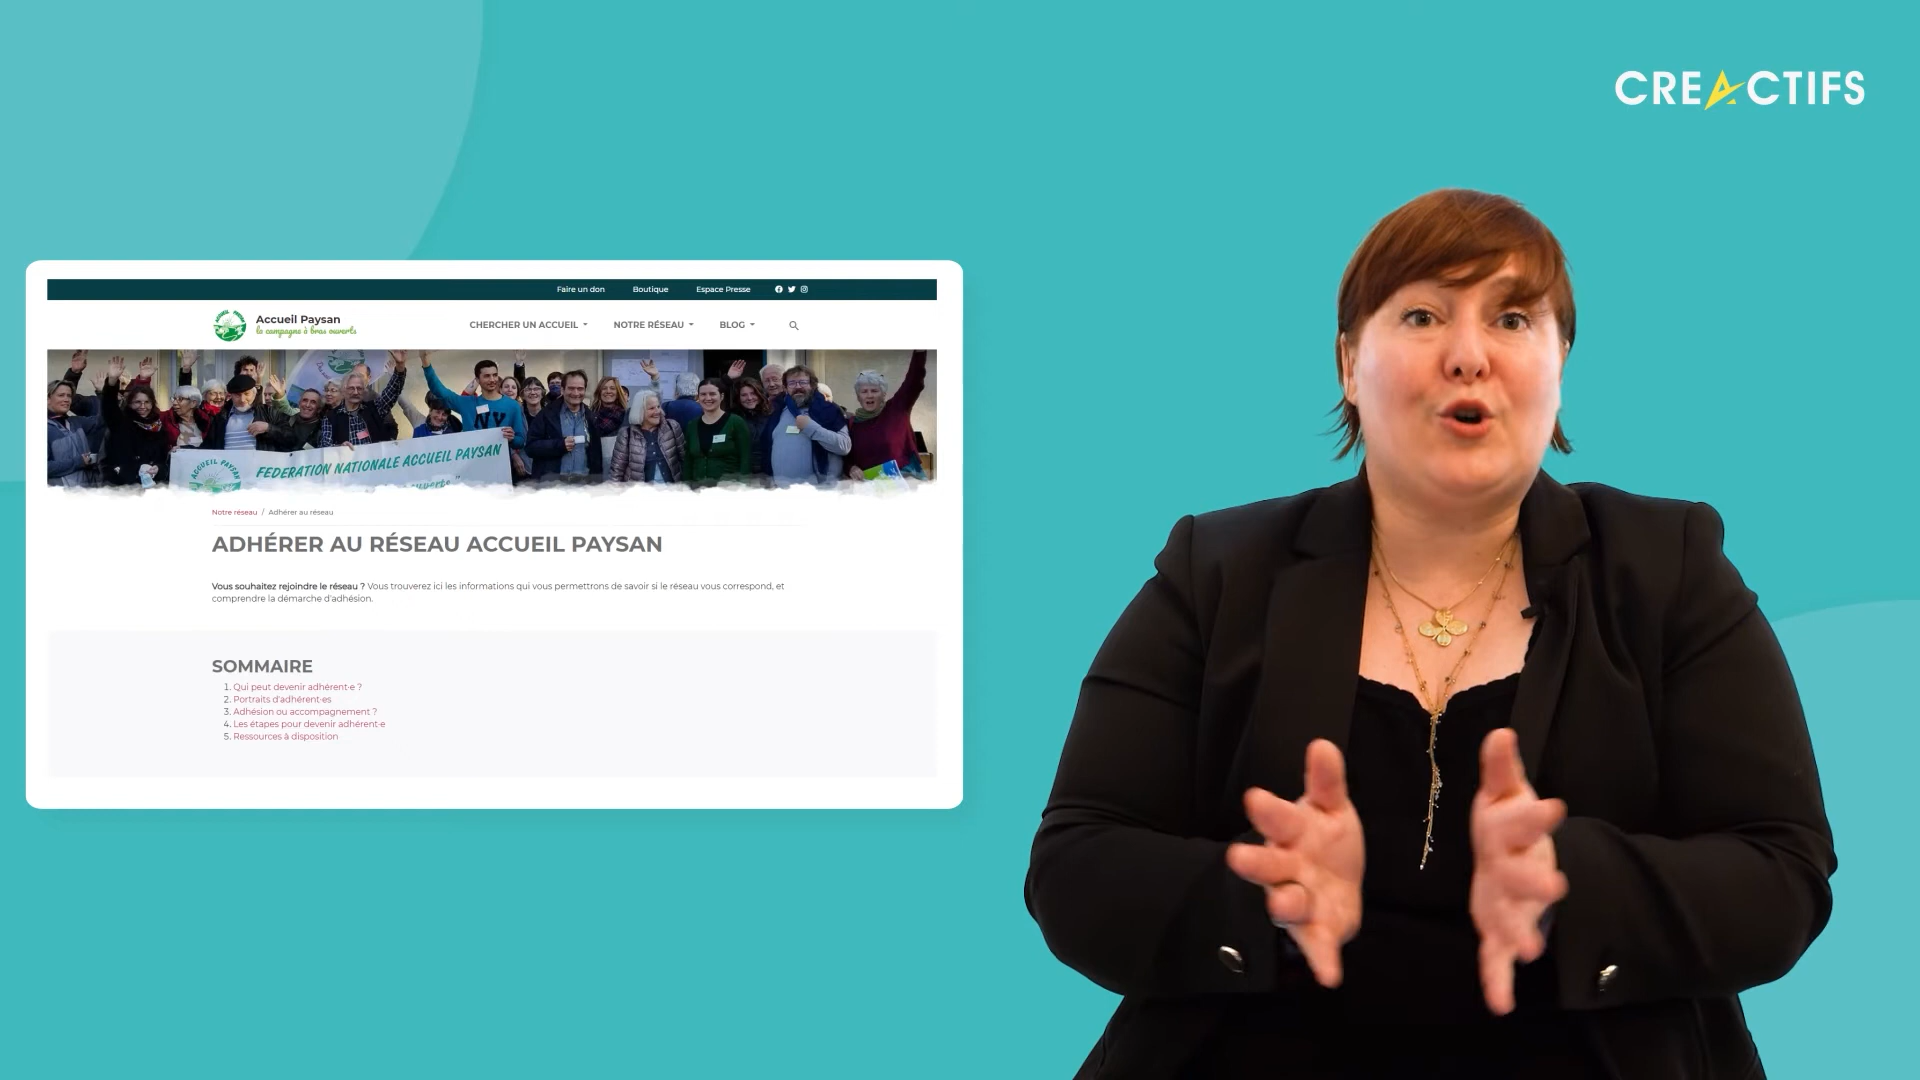 CREACTIFS
Faire un don Boutique Espace Presse
Accueil Paysan
la campagne à bras ouverts
CHERCHER UN ACCUEIL NOTRE RÉSEAU BLOG
NY
ACCUEIL PAYSAN
FEDERATION NATIONALE ACCUEIL PAYSAN
ouverts "
Notre réseau / Adhérer au réseau
ADHÉRER AU RÉSEAU ACCUEIL PAYSAN
Vous souhaitez rejoindre le réseau ? Vous trouverez ici les informations qui vous permettrons de savoir si le réseau vous correspond, et
comprendre la démarche d'adhésion.
SOMMAIRE
1. Qui peut devenir adhérent·e ?
2. Portraits d'adhérent·es
3. Adhésion ou accompagnement ?
4. Les étapes pour devenir adhérent·e
5. Ressources à disposition